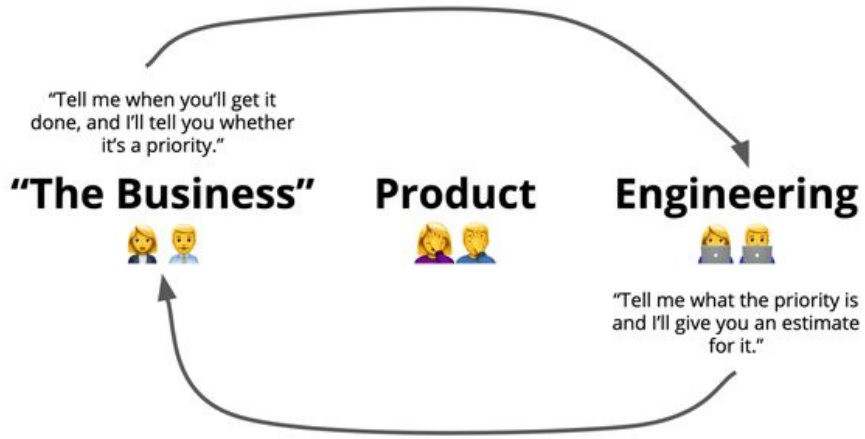 “Tell me when you’ll get it
done, and I’ll tell you whether
it’s a priority.”
“The Business”
Product
Engineering
“Tell me what the priority is
and I’ll give you an estimate
for it.”